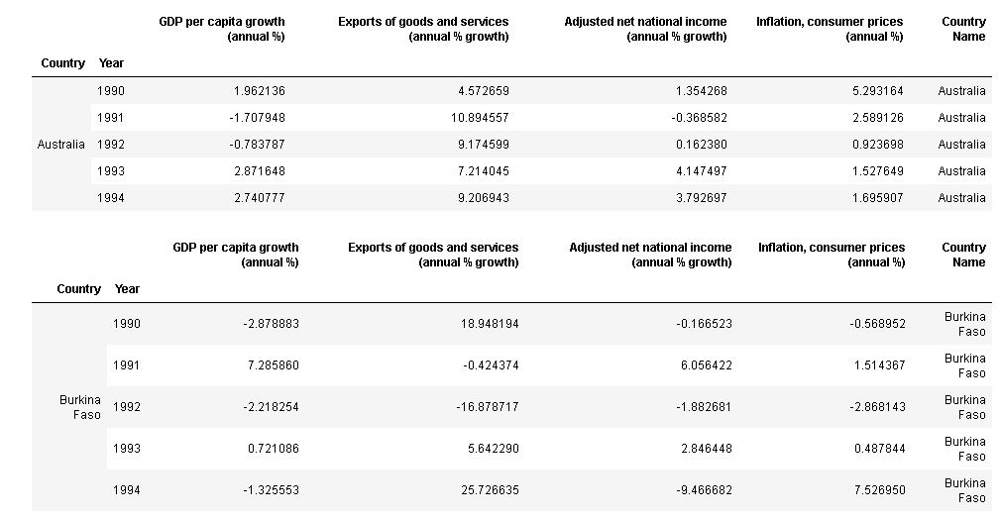 GDP per capita growth Exports of goods and services Adjusted net national income Inflation, consumer prices Country
(annual %) (annual % growth) (annual % growth) (annual %) Name
Country Year
1990 1.962136 4.572659 1.354268 5.293164 Australia
1991 -1.707948 10.894557 -0.368582 2.589126 Australia
Australia 1992 -0.783787 9.174599 0.162380 0.923698 Australia
1993 2.871648 7.214045 4.147497 1.527649 Australia
1994 2.740777 9.206943 3.792697 1.695907 Australia
GDP per capita growth Exports of goods and services Adjusted net national income Inflation, consumer prices Country
(annual %) (annual % growth) (annual % growth) (annual %) Name
Country Year
1990 -2.878883 18.948194 -0.166523 -0.568952 Burkina
Faso
1991 7.285860 -0.424374 6.056422 1.514367 Burkina
Faso
Burkina
Faso 1992 -2.218254 -16.878717 -1.882681 -2.868143 Burkina
Faso
1993 0.721086 5.642290 2.846448 0.487844 Burkina
Faso
1994 -1.325553 25.726635 -9.466682 7.526950 Burkina
Faso